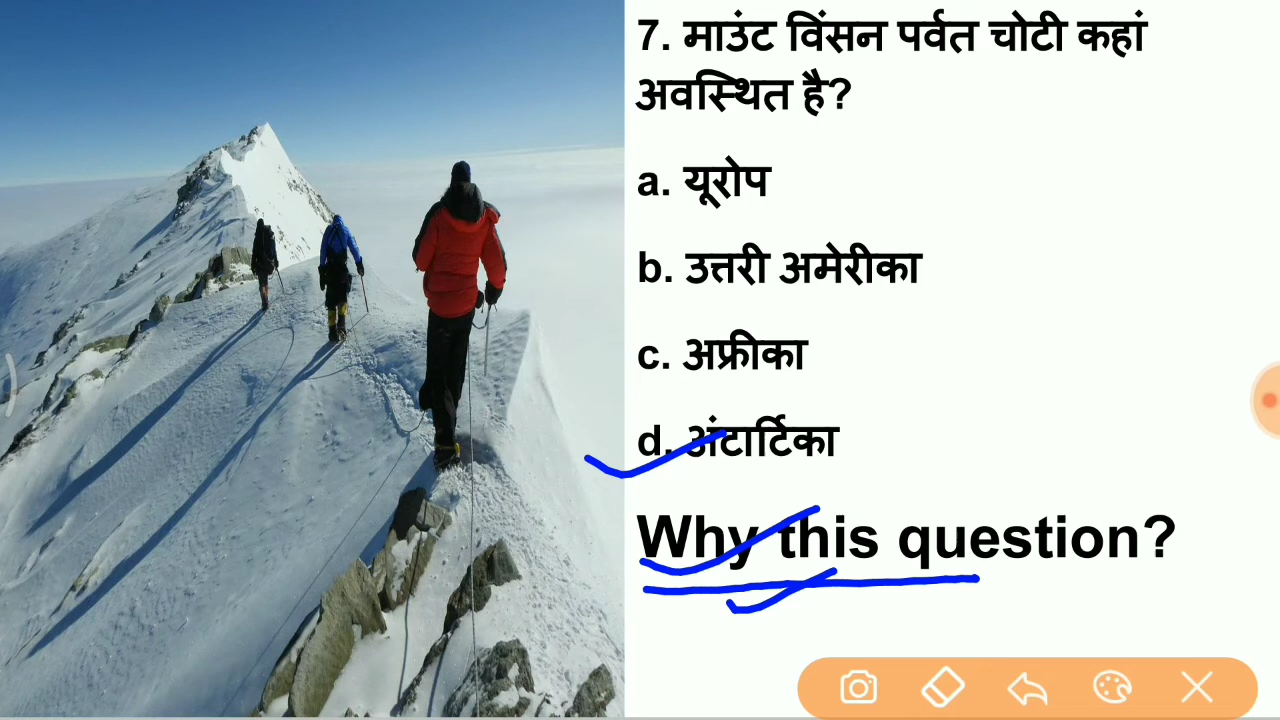 7. माउंट विंसन पर्वत चोटी कहां
अवस्थित है?
a. यूरोप
b. उत्तरी अमेरीका
c. अफ्रीका
d. अंटार्टिका
Why this question?